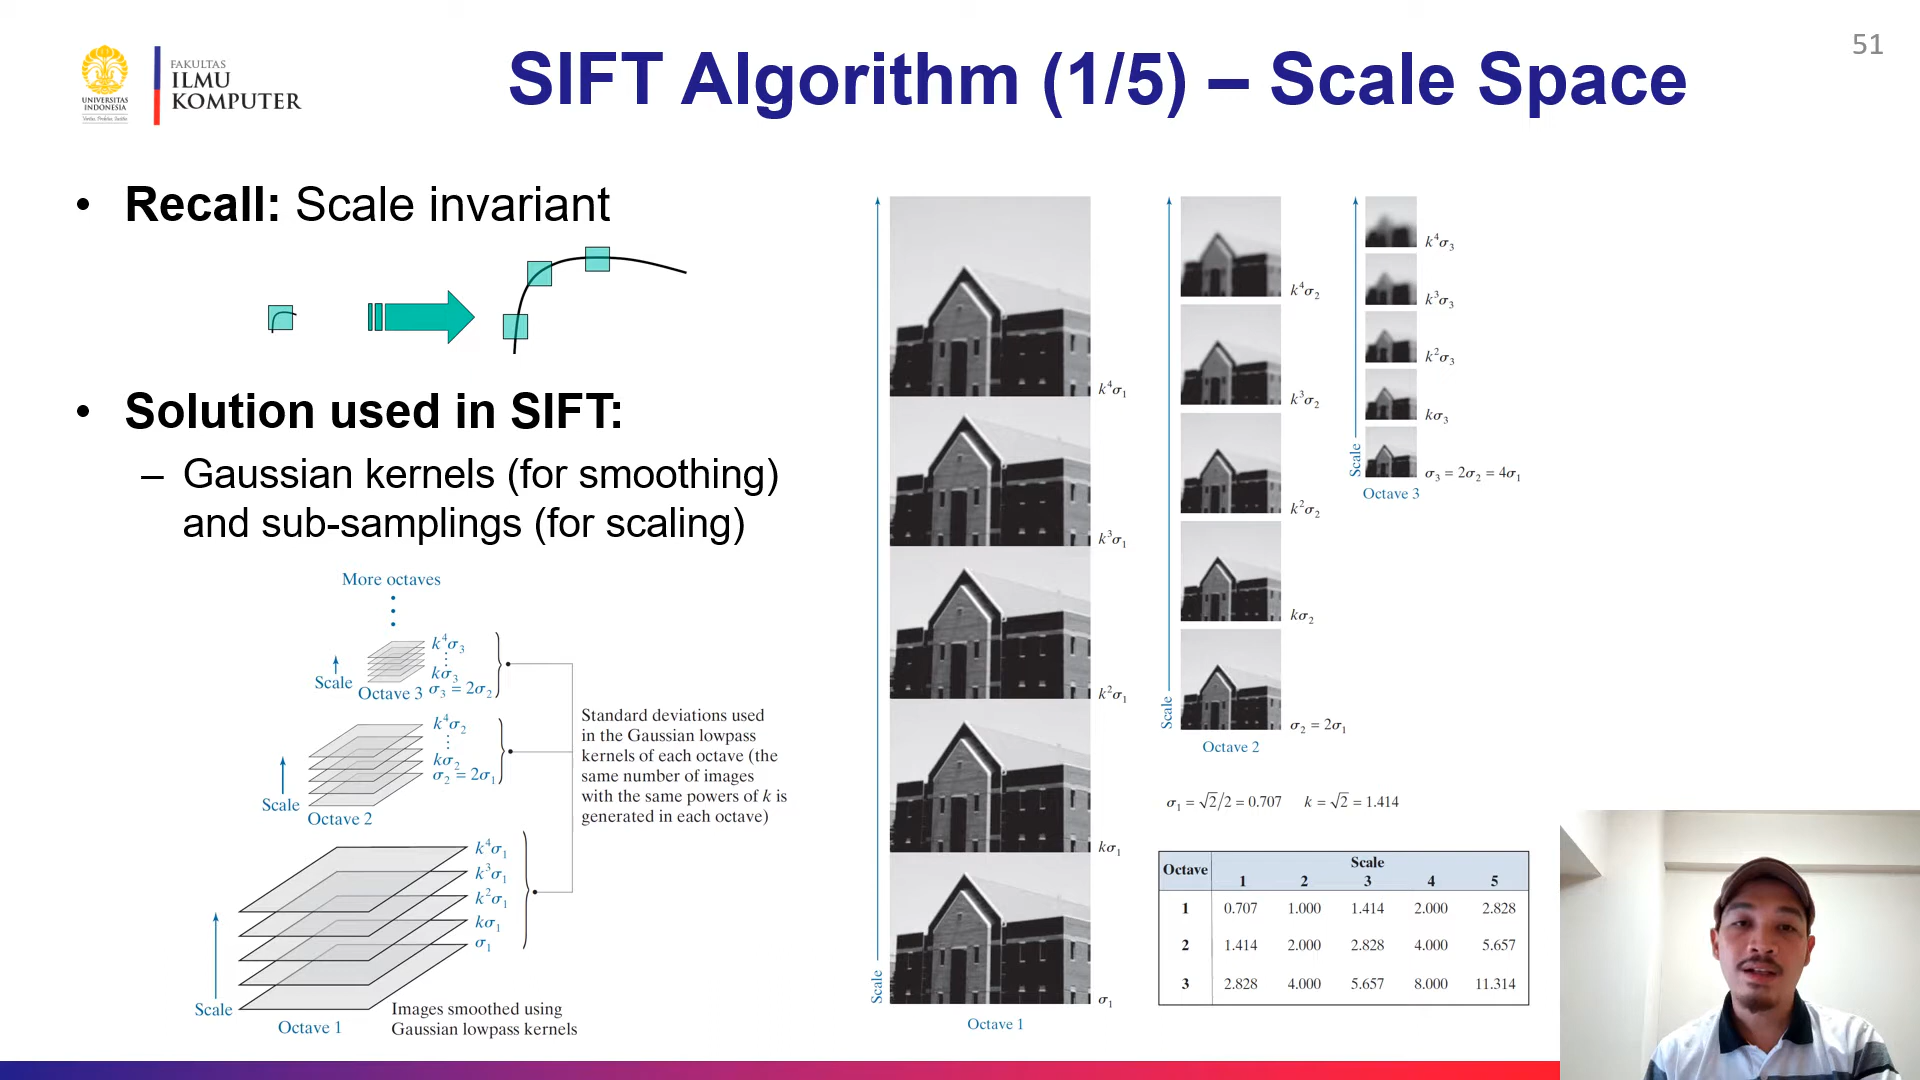 51
UNIVERSITAS
INDONESIA
Veritas, Probitas, Iustitia
FAKULTAS
ILMU
KOMPUTER
SIFT Algorithm (1/5) – Scale Space
• Recall: Scale invariant
• Solution used in SIFT:
– Gaussian kernels (for smoothing)
and sub-samplings (for scaling)
More octaves
k⁴σ₃
kσ₃
σ₃ = 2σ₂
Scale
Octave 3
k⁴σ₂
kσ₂
σ₂ = 2σ₁
Scale
Octave 2
k⁴σ₁
k³σ₁
k²σ₁
kσ₁
σ₁
Scale
Octave 1
Standard deviations used
in the Gaussian lowpass
kernels of each octave (the
same number of images
with the same powers of k is
generated in each octave)
Images smoothed using
Gaussian lowpass kernels
k⁴σ₁
k³σ₁
k²σ₁
kσ₁
σ₁
Scale
Octave 1
k⁴σ₂
k³σ₂
k²σ₂
kσ₂
σ₂ = 2σ₁
Scale
Octave 2
k⁴σ₃
k³σ₃
k²σ₃
kσ₃
σ₃ = 2σ₂ = 4σ₁
Scale
Octave 3
σ₁ = √2/2 = 0.707 k = √2 = 1.414
Octave Scale
1 2 3 4 5
1 0.707 1.000 1.414 2.000 2.828
2 1.414 2.000 2.828 4.000 5.657
3 2.828 4.000 5.657 8.000 11.314